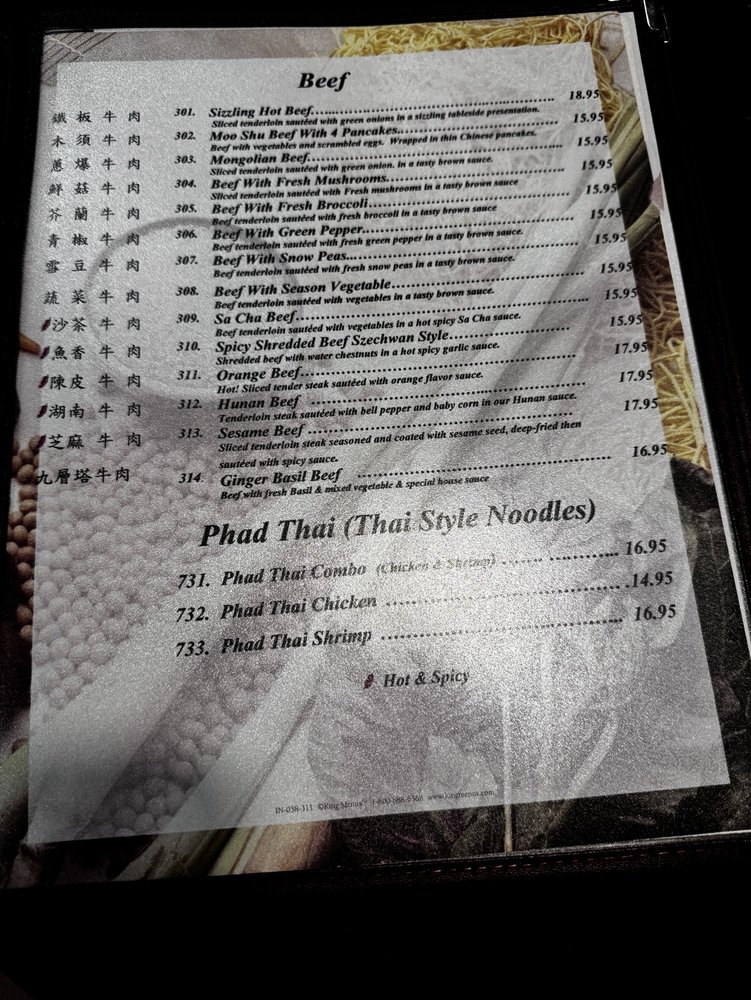 Beef
鐵板牛肉 301. Sizzling Hot Beef 18.95
Sliced tenderloin sautéed with green onions in a sizzling tableside presentation.
木須牛肉 302. Moo Shu Beef With 4 Pancakes 15.95
Beef with vegetables and scrambled eggs. Wrapped in thin Chinese pancakes.
蔥爆牛肉 303. Mongolian Beef 15.95
Sliced tenderloin sautéed with green onion. in a tasty brown sauce.
鮮菇牛肉 304. Beef With Fresh Mushrooms 15.95
Sliced tenderloin sautéed with Fresh mushrooms in a tasty brown sauce
芥蘭牛肉 305. Beef With Fresh Broccoli 15.95
Beef tenderloin sautéed with fresh broccoli in a tasty brown sauce
青椒牛肉 306. Beef With Green Pepper 15.95
Beef tenderloin sautéed with fresh green pepper in a tasty brown sauce.
雪豆牛肉 307. Beef With Snow Peas 15.95
Beef tenderloin sautéed with fresh snow peas in a tasty brown sauce.
蔬菜牛肉 308. Beef With Season Vegetable 15.95
Beef tenderloin sautéed with vegetables in a tasty brown sauce.
沙茶牛肉 309. Sa Cha Beef 15.95
Beef tenderloin sautéed with vegetables in a hot spicy Sa Cha sauce.
魚香牛肉 310. Spicy Shredded Beef Szechwan Style 15.95
Shredded beef with water chestnuts in a hot spicy garlic sauce.
陳皮牛肉 311. Orange Beef 17.95
Hot! Sliced tender steak sautéed with orange flavor sauce.
湖南牛肉 312. Hunan Beef 17.95
Tenderloin steak sautéed with bell pepper and baby corn in our Hunan sauce.
芝麻牛肉 313. Sesame Beef 17.95
Sliced tenderloin steak seasoned and coated with sesame seed, deep-fried then
sautéed with spicy sauce.
九層塔牛肉 314. Ginger Basil Beef 16.95
Beef with fresh Basil & mixed vegetable & special house sauce
Phad Thai (Thai Style Noodles)
731. Phad Thai Combo (Chicken & Shrimp) 16.95
732. Phad Thai Chicken 14.95
733. Phad Thai Shrimp 16.95
Hot & Spicy
IN-038-311 ©King Menus® 1-800-888-6368 www.kingmenus.com